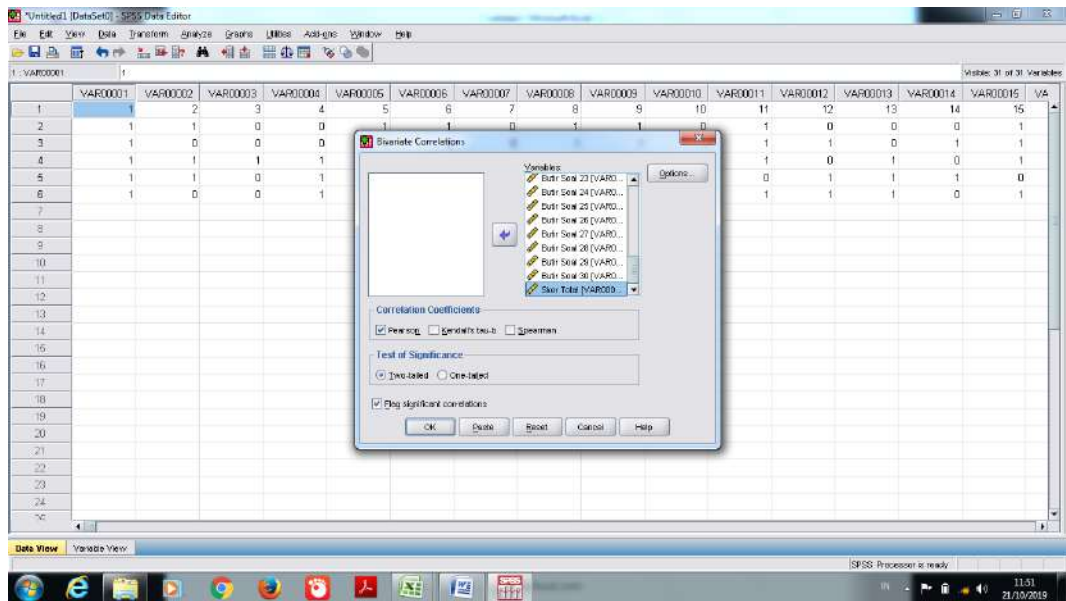 *Untitled1 [DataSet0] - SPSS Data Editor
File Edit View Data Transform Analyze Graphs Utilities Add-ons Window Help
1 : VAR00001 1 Visible: 31 of 31 Variables
VAR00001 VAR00002 VAR00003 VAR00004 VAR00005 VAR00006 VAR00007 VAR00008 VAR00009 VAR00010 VAR00011 VAR00012 VAR00013 VAR00014 VAR00015 VA
1 1 2 3 4 5 6 7 8 9 10 11 12 13 14 15
2 1 1 0 0 1 1 0 1 1 0 1 0 0 0 1
3 1 0 0 0 1 1 0 1 1
4 1 1 1 1 1 0 1 0 1
5 1 1 0 1 0 1 1 1 0
6 1 0 0 1 1 1 1 0 1
7
8
9
10
11
12
13
14
15
16
17
18
19
20
21
22
23
24
Bivariate Correlations
Variables:
Options...
Butir Soal 23 [VAR0...
Butir Soal 24 [VAR0...
Butir Soal 25 [VAR0...
Butir Soal 26 [VAR0...
Butir Soal 27 [VAR0...
Butir Soal 28 [VAR0...
Butir Soal 29 [VAR0...
Butir Soal 30 [VAR0...
Skor Total [VAR000...
Correlation Coefficients
Pearson Kendall's tau-b Spearman
Test of Significance
Two-tailed One-tailed
Flag significant correlations
OK Paste Reset Cancel Help
Data View Variable View
SPSS Processor is ready
IN 11:51
21/10/2019